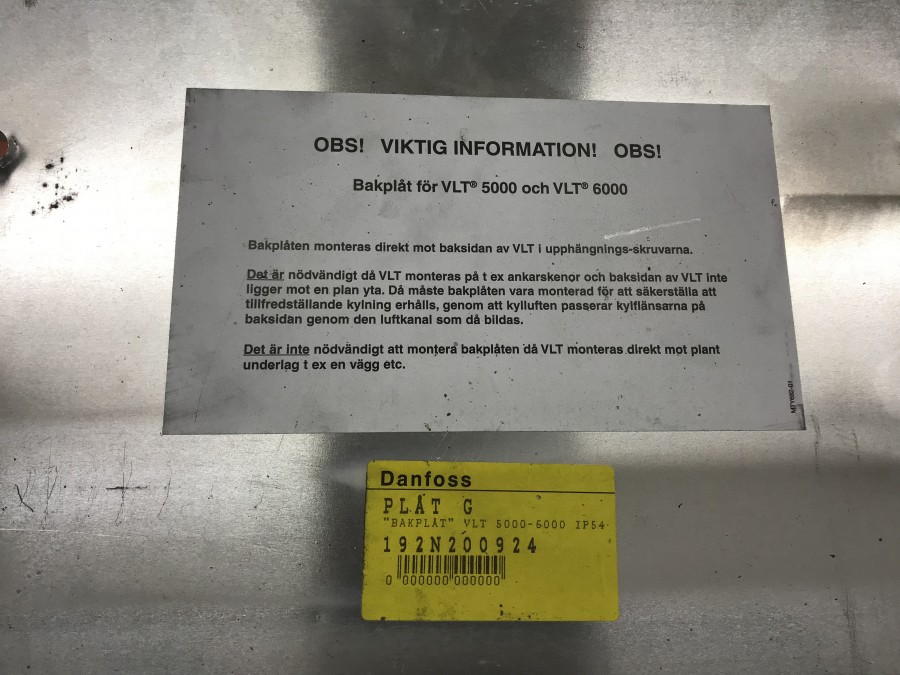 OBS! VIKTIG INFORMATION! OBS!
Bakplåt för VLT® 5000 och VLT® 6000
Bakplåten monteras direkt mot baksidan av VLT i upphängnings-skruvarna.
Det är nödvändigt då VLT monteras på t ex ankarskenor och baksidan av VLT inte
ligger mot en plan yta. Då måste bakplåten vara monterad för att säkerställa att
tillfredställande kylning erhålls, genom att kylluften passerar kylflänsarna på
baksidan genom den luftkanal som då bildas.
Det är inte nödvändigt att montera bakplåten då VLT monteras direkt mot plant
underlag t ex en vägg etc.
Danfoss
PLÅT G
"BAKPLÅT" VLT 5000-6000 IP54
192N200924
0 000000 000000